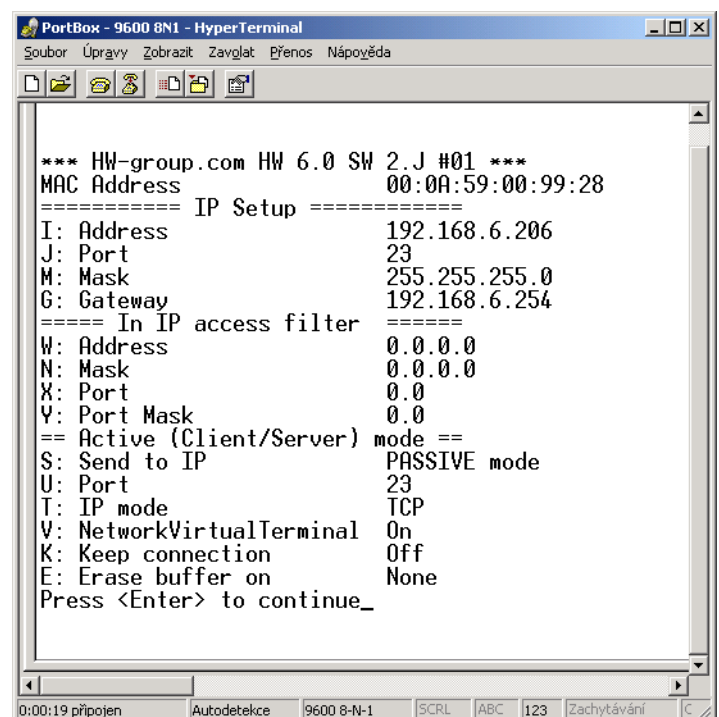 PortBox - 9600 8N1 - HyperTerminal
Soubor Úpravy Zobrazit Zavolat Přenos Nápověda
*** HW-group.com HW 6.0 SW 2.J #01 ***
MAC Address 00:0A:59:00:99:28
=========== IP Setup ============
I: Address 192.168.6.206
J: Port 23
M: Mask 255.255.255.0
G: Gateway 192.168.6.254
===== In IP access filter ======
W: Address 0.0.0.0
N: Mask 0.0.0.0
X: Port 0.0
Y: Port Mask 0.0
== Active (Client/Server) mode ==
S: Send to IP PASSIVE mode
U: Port 23
T: IP mode TCP
V: NetworkVirtualTerminal On
K: Keep connection Off
E: Erase buffer on None
Press <Enter> to continue_
0:00:19 připojen Autodetekce 9600 8-N-1 SCRL ABC 123 Zachytávání C